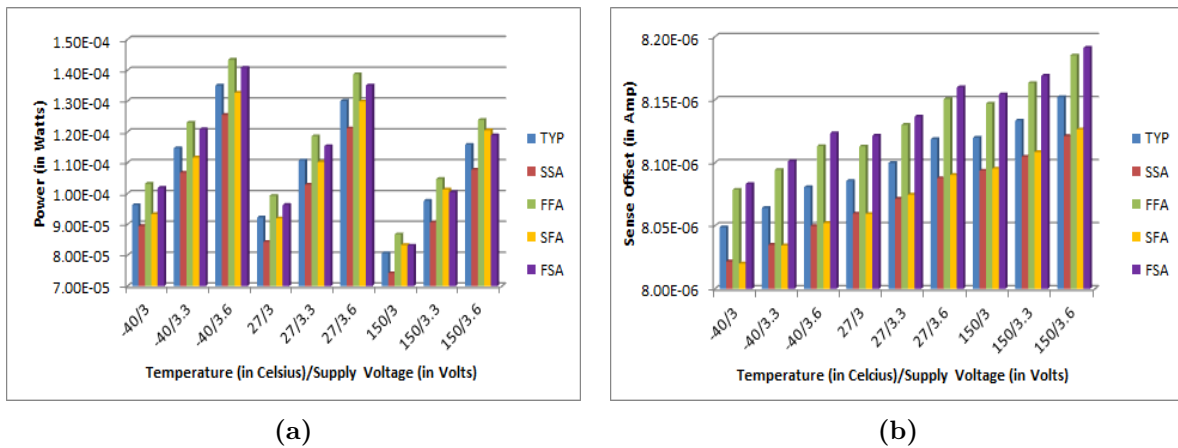 Power (in Watts)
1.50E-04
1.40E-04
1.30E-04
1.20E-04
1.10E-04
1.00E-04
9.00E-05
8.00E-05
7.00E-05
-40/3
-40/3.3
-40/3.6
27/3
27/3.3
27/3.6
150/3
150/3.3
150/3.6
Temperature (in Celsius)/Supply Voltage (in Volts)
TYP
SSA
FFA
SFA
FSA
(a)
Sense Offset (in Amp)
8.20E-06
8.15E-06
8.10E-06
8.05E-06
8.00E-06
-40/3
-40/3.3
-40/3.6
27/3
27/3.3
27/3.6
150/3
150/3.3
150/3.6
Temperature (in Celcius)/Supply Voltage (in Volts)
TYP
SSA
FFA
SFA
FSA
(b)